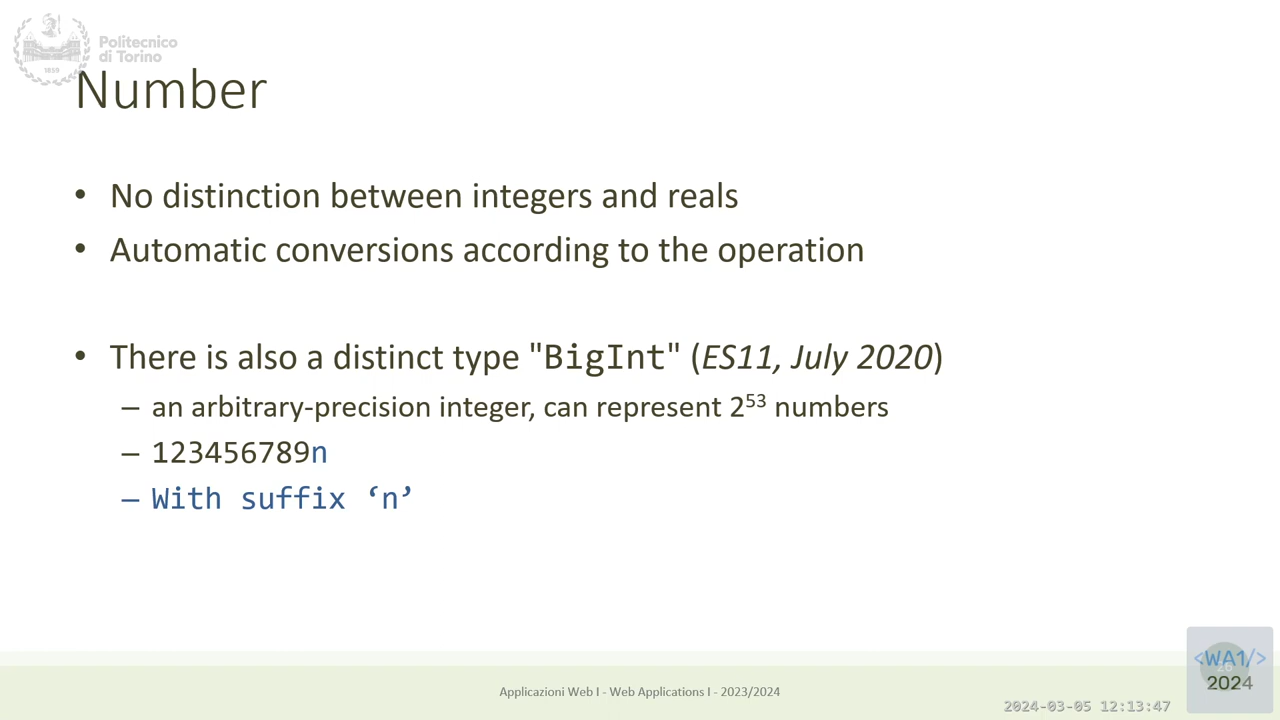 Politecnico
di Torino
1859
Number
• No distinction between integers and reals
• Automatic conversions according to the operation
• There is also a distinct type "BigInt" (ES11, July 2020)
– an arbitrary-precision integer, can represent 2⁵³ numbers
– 123456789n
– With suffix ‘n’
Applicazioni Web I - Web Applications I - 2023/2024
2024-03-05 12:13:47
<WA1/>
2024